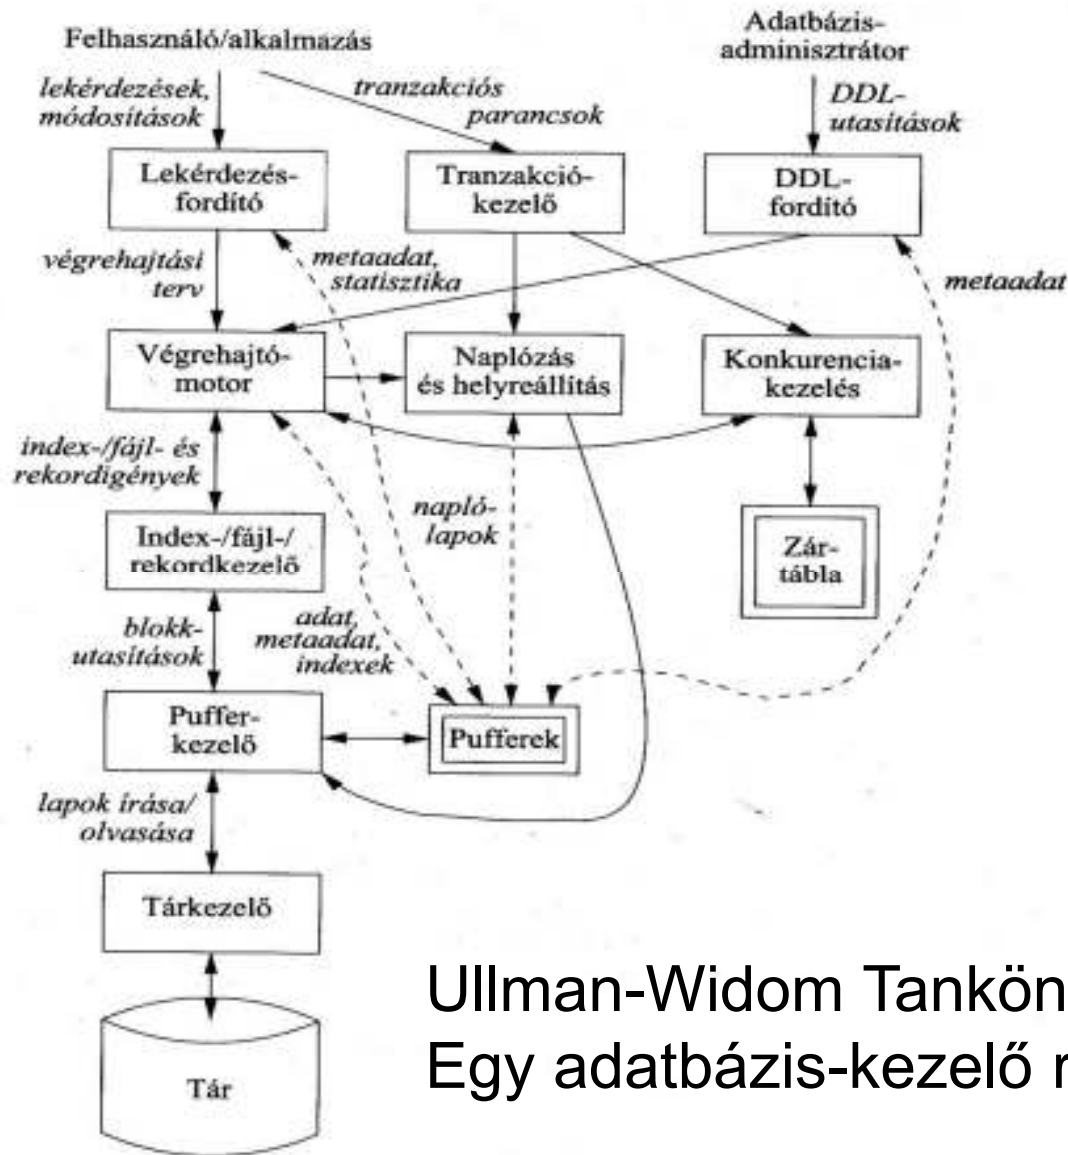 Felhasználó/alkalmazás
Adatbázis-
adminisztrátor
lekérdezések,
módosítások
tranzakciós
parancsok
DDL-
utasítások
Lekérdezés-
fordító
Tranzakció-
kezelő
DDL-
fordító
végrehajtási
terv
metaadat,
statisztika
metaadat
Végrehajtó-
motor
Naplózás
és helyreállítás
Konkurencia-
kezelés
index-/fájl- és
rekordigények
napló-
lapok
Index-/fájl-/
rekordkezelő
Zár-
tábla
blokk-
utasítások
adat,
metaadat,
indexek
Puffer-
kezelő
Pufferek
lapok írása/
olvasása
Tárkezelő
Tár
Ullman-Widom Tankön
Egy adatbázis-kezelő